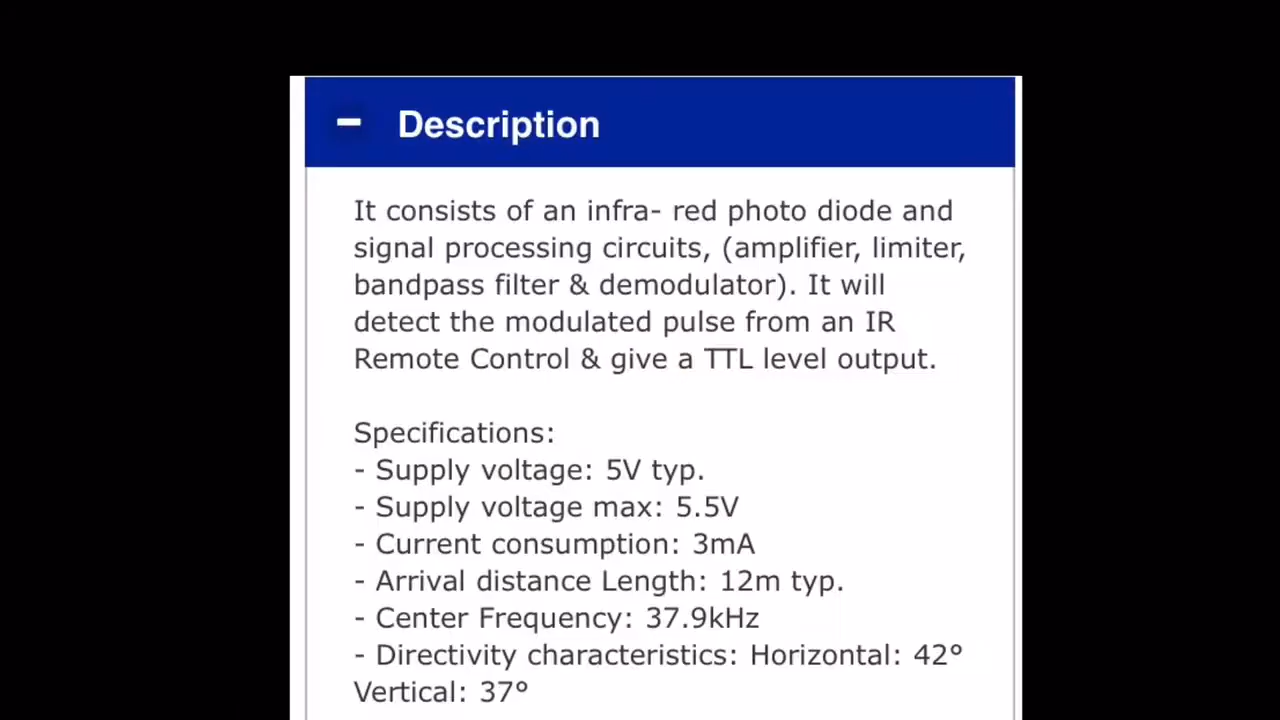 Description
It consists of an infra- red photo diode and
signal processing circuits, (amplifier, limiter,
bandpass filter & demodulator). It will
detect the modulated pulse from an IR
Remote Control & give a TTL level output.
Specifications:
- Supply voltage: 5V typ.
- Supply voltage max: 5.5V
- Current consumption: 3mA
- Arrival distance Length: 12m typ.
- Center Frequency: 37.9kHz
- Directivity characteristics: Horizontal: 42°
Vertical: 37°